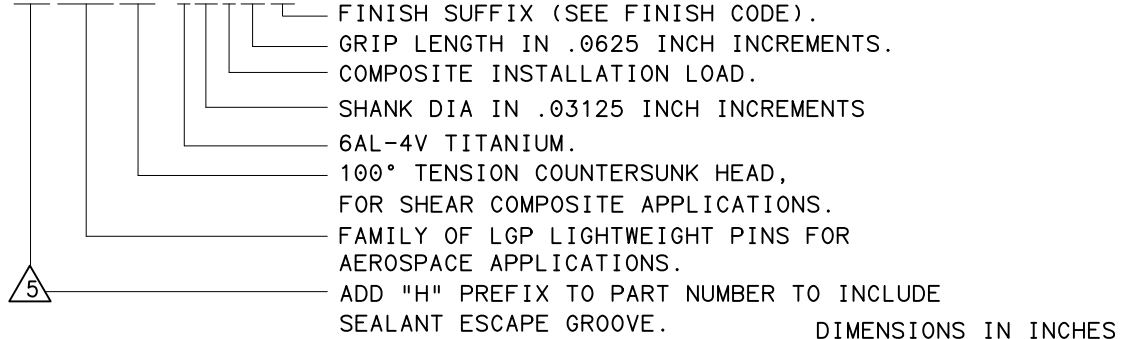 FINISH SUFFIX (SEE FINISH CODE).
GRIP LENGTH IN .0625 INCH INCREMENTS.
COMPOSITE INSTALLATION LOAD.
SHANK DIA IN .03125 INCH INCREMENTS
6AL-4V TITANIUM.
100° TENSION COUNTERSUNK HEAD,
FOR SHEAR COMPOSITE APPLICATIONS.
FAMILY OF LGP LIGHTWEIGHT PINS FOR
AEROSPACE APPLICATIONS.
5
ADD "H" PREFIX TO PART NUMBER TO INCLUDE
SEALANT ESCAPE GROOVE.
DIMENSIONS IN INCHES